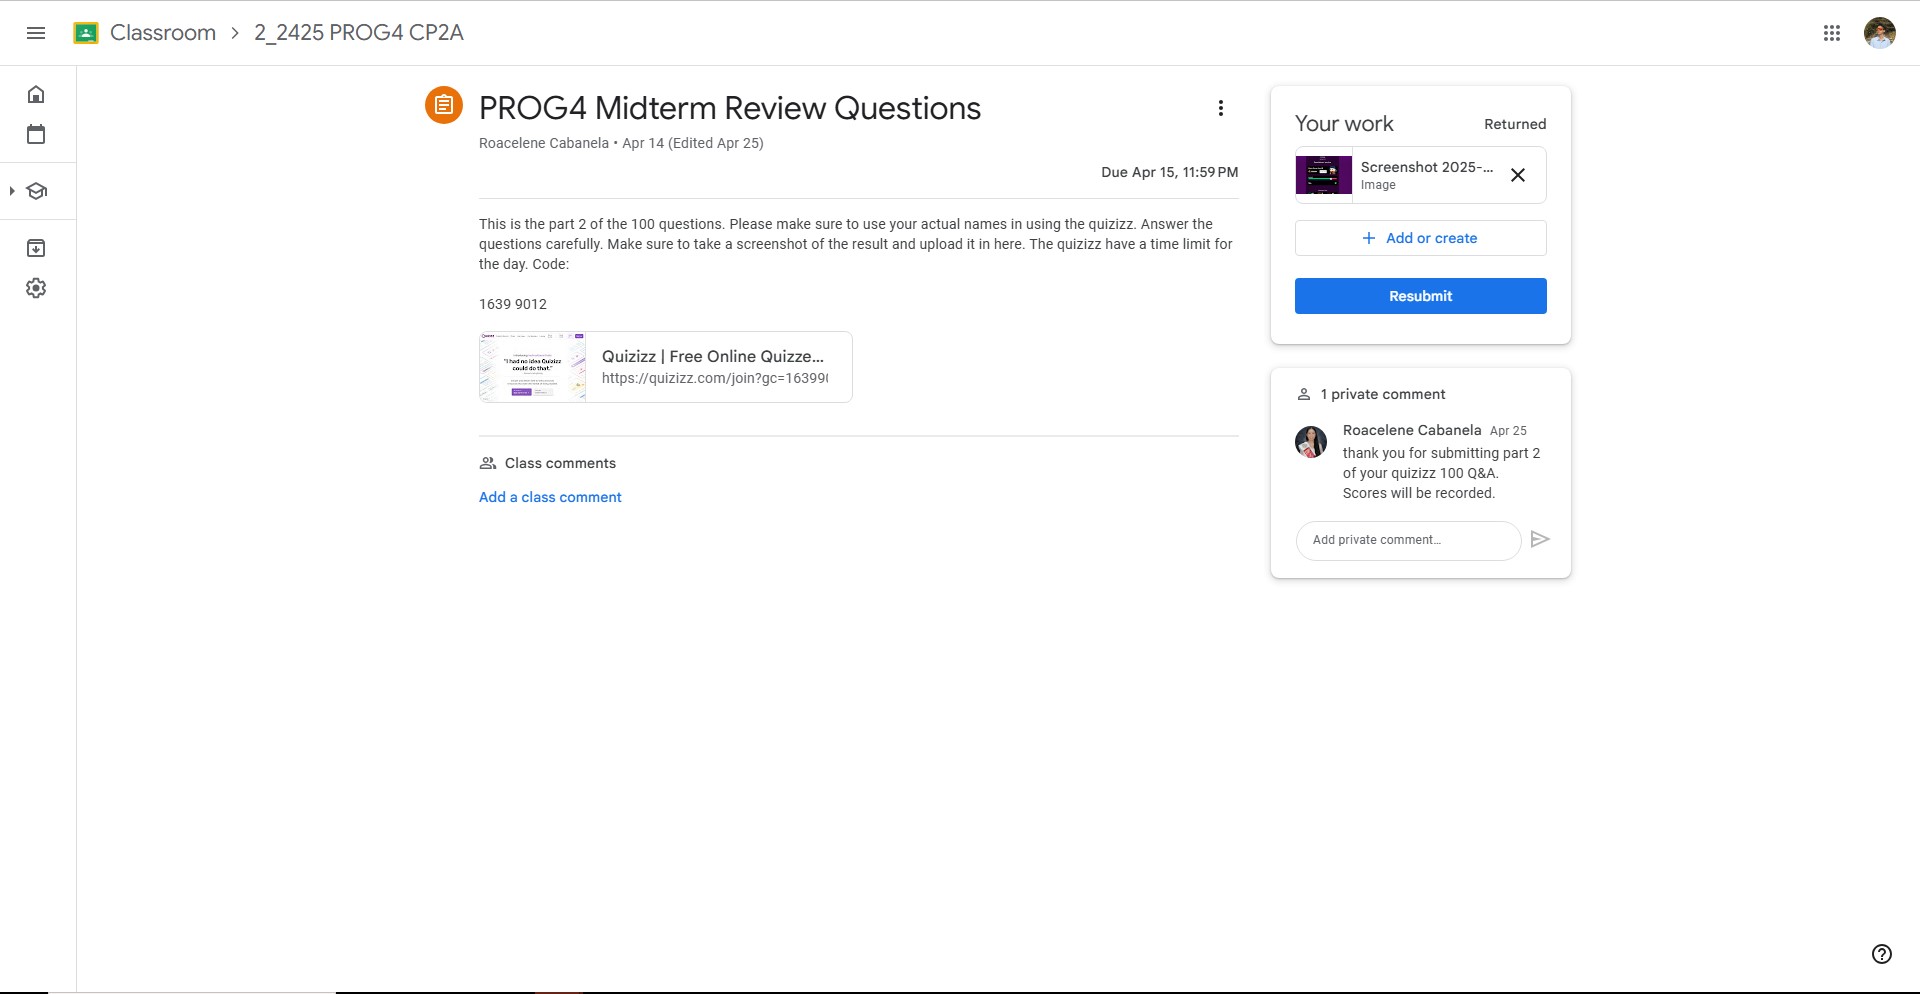 Classroom > 2_2425 PROG4 CP2A
PROG4 Midterm Review Questions
Roacelene Cabanela • Apr 14 (Edited Apr 25)
Due Apr 15, 11:59 PM
This is the part 2 of the 100 questions. Please make sure to use your actual names in using the quizizz. Answer the
questions carefully. Make sure to take a screenshot of the result and upload it in here. The quizizz have a time limit for
the day. Code:
1639 9012
"I had no idea Quizizz
could do that."
Quizizz | Free Online Quizze...
https://quizizz.com/join?gc=16399
Class comments
Add a class comment
Your work
Returned
Screenshot 2025-...
Image
+ Add or create
Resubmit
1 private comment
Roacelene Cabanela Apr 25
thank you for submitting part 2
of your quizizz 100 Q&A.
Scores will be recorded.
Add private comment...